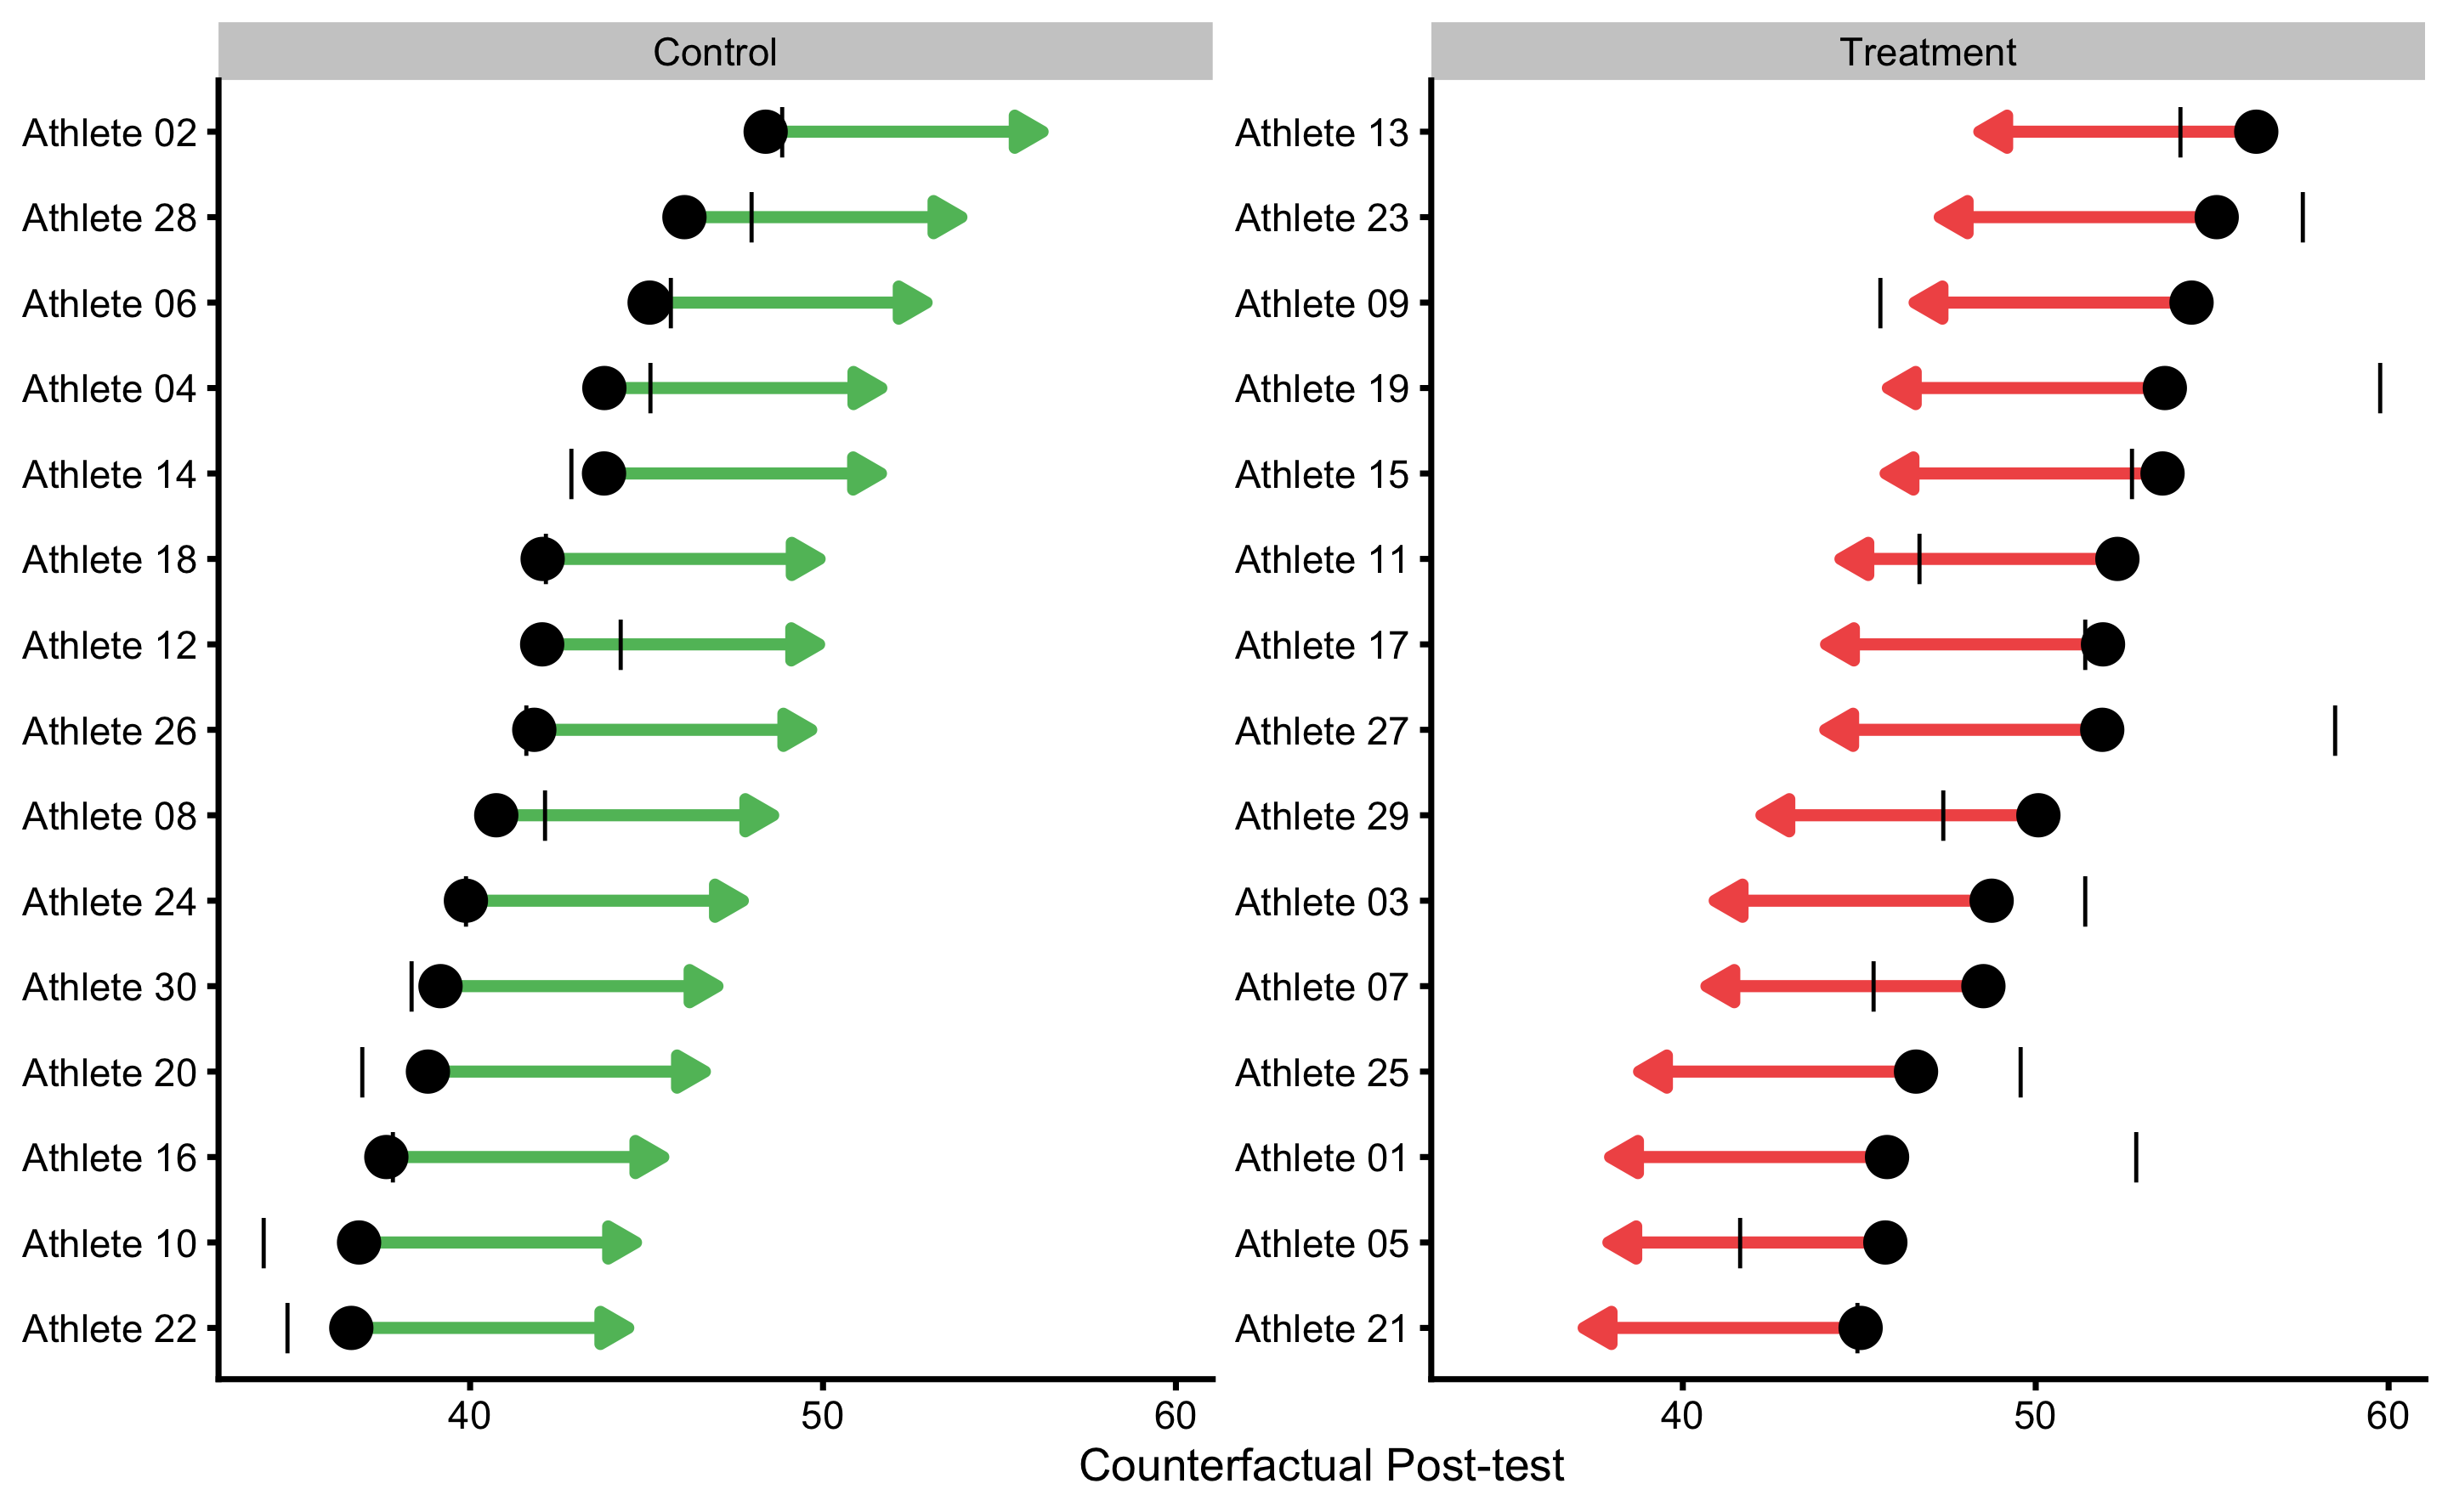 Control
Athlete 02
Athlete 28
Athlete 06
Athlete 04
Athlete 14
Athlete 18
Athlete 12
Athlete 26
Athlete 08
Athlete 24
Athlete 30
Athlete 20
Athlete 16
Athlete 10
Athlete 22
40 50 60
Treatment
Athlete 13
Athlete 23
Athlete 09
Athlete 19
Athlete 15
Athlete 11
Athlete 17
Athlete 27
Athlete 29
Athlete 03
Athlete 07
Athlete 25
Athlete 01
Athlete 05
Athlete 21
40 50 60
Counterfactual Post-test